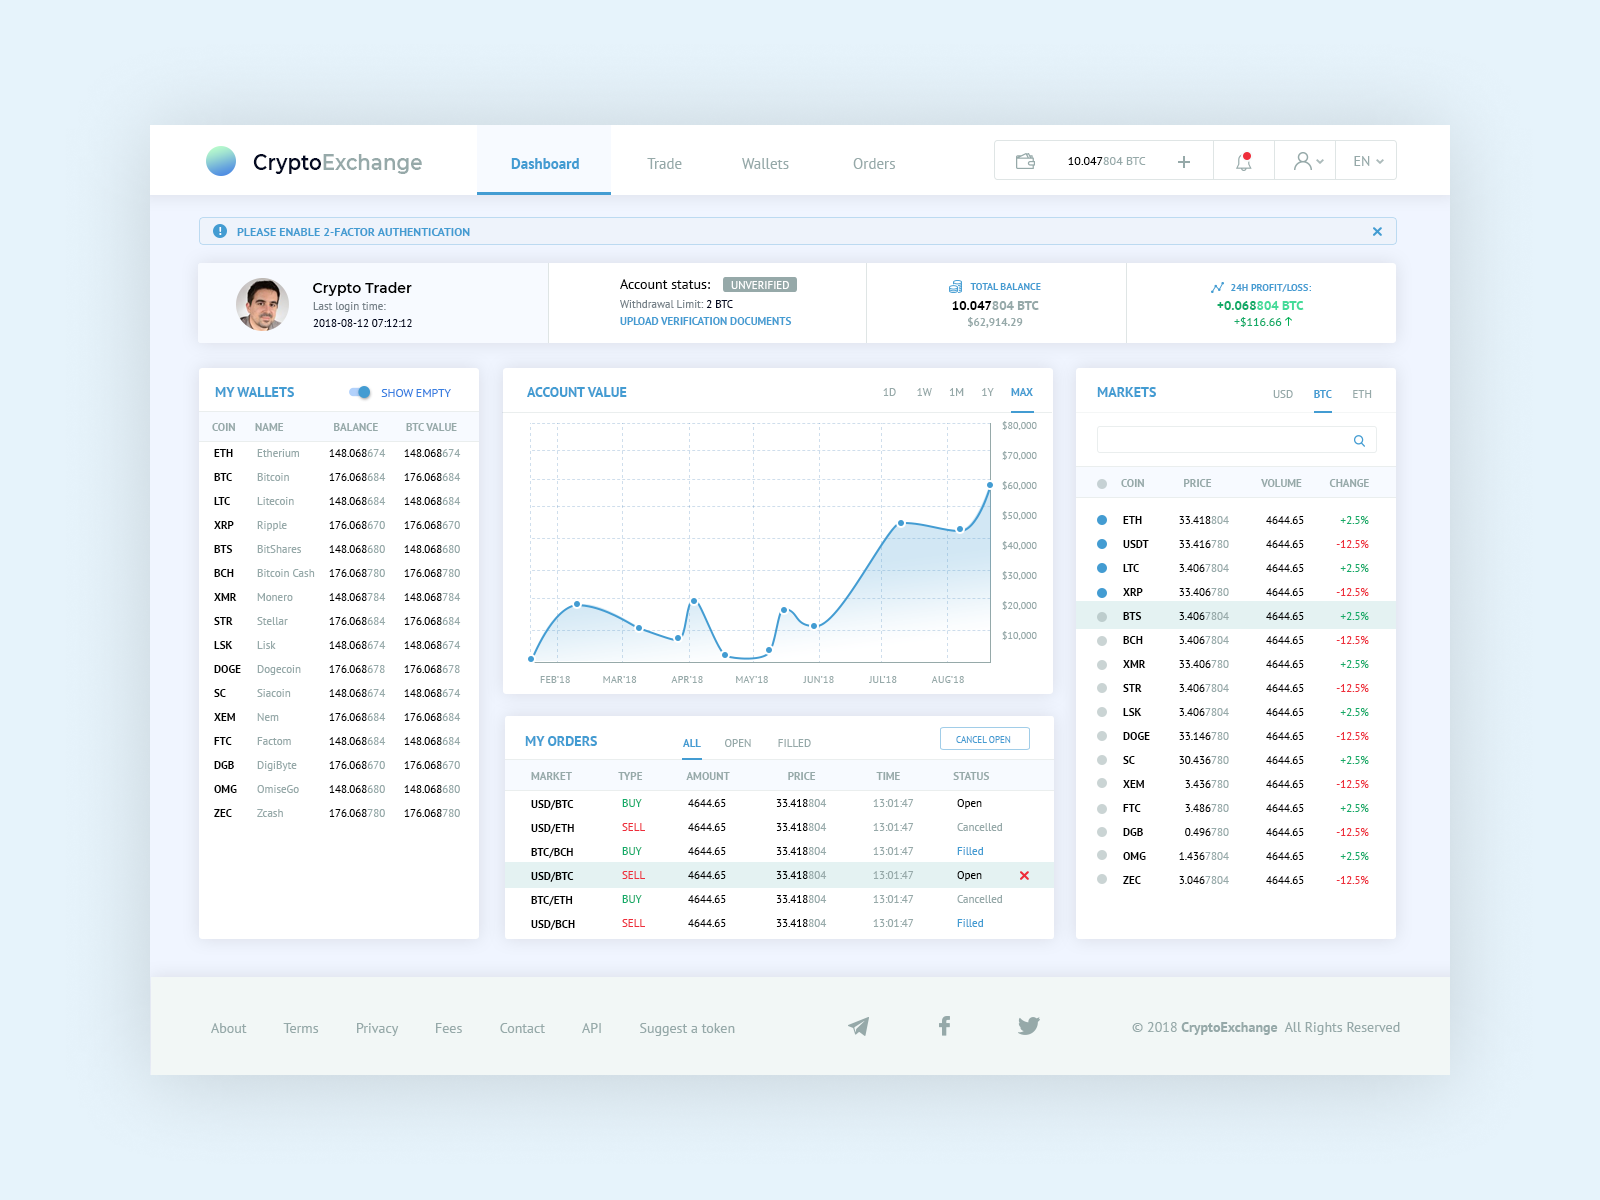 CryptoExchange Dashboard Trade Wallets Orders 10.047804 BTC EN
PLEASE ENABLE 2-FACTOR AUTHENTICATION
Crypto Trader
Last login time:
2018-08-12 07:12:12
Account status: UNVERIFIED
Withdrawal Limit: 2 BTC
UPLOAD VERIFICATION DOCUMENTS
TOTAL BALANCE
10.047804 BTC
$62,914.29
24H PROFIT/LOSS:
+0.068804 BTC
+$116.66 ↑
MY WALLETS SHOW EMPTY
COIN NAME BALANCE BTC VALUE
ETH Etherium 148.068674 148.068674
BTC Bitcoin 176.068684 176.068684
LTC Litecoin 148.068684 148.068684
XRP Ripple 176.068670 176.068670
BTS BitShares 148.068680 148.068680
BCH Bitcoin Cash 176.068780 176.068780
XMR Monero 148.068784 148.068784
STR Stellar 176.068684 176.068684
LSK Lisk 148.068674 148.068674
DOGE Dogecoin 176.068678 176.068678
SC Siacoin 148.068674 148.068674
XEM Nem 176.068684 176.068684
FTC Factom 148.068684 148.068684
DGB DigiByte 176.068670 176.068670
OMG OmiseGo 148.068680 148.068680
ZEC Zcash 176.068780 176.068780
ACCOUNT VALUE 1D 1W 1M 1Y MAX
$80,000
$70,000
$60,000
$50,000
$40,000
$30,000
$20,000
$10,000
FEB'18 MAR'18 APR'18 MAY'18 JUN'18 JUL'18 AUG'18
MY ORDERS ALL OPEN FILLED CANCEL OPEN
MARKET TYPE AMOUNT PRICE TIME STATUS
USD/BTC BUY 4644.65 33.418804 13:01:47 Open
USD/ETH SELL 4644.65 33.418804 13:01:47 Cancelled
BTC/BCH BUY 4644.65 33.418804 13:01:47 Filled
USD/BTC SELL 4644.65 33.418804 13:01:47 Open
BTC/ETH BUY 4644.65 33.418804 13:01:47 Cancelled
USD/BCH SELL 4644.65 33.418804 13:01:47 Filled
MARKETS USD BTC ETH
COIN PRICE VOLUME CHANGE
ETH 33.418804 4644.65 +2.5%
USDT 33.416780 4644.65 -12.5%
LTC 3.4067804 4644.65 +2.5%
XRP 33.406780 4644.65 -12.5%
BTS 3.4067804 4644.65 +2.5%
BCH 3.4067804 4644.65 -12.5%
XMR 33.406780 4644.65 +2.5%
STR 3.4067804 4644.65 -12.5%
LSK 3.4067804 4644.65 +2.5%
DOGE 33.146780 4644.65 -12.5%
SC 30.436780 4644.65 +2.5%
XEM 3.436780 4644.65 -12.5%
FTC 3.486780 4644.65 +2.5%
DGB 0.496780 4644.65 -12.5%
OMG 1.4367804 4644.65 +2.5%
ZEC 3.0467804 4644.65 -12.5%
About Terms Privacy Fees Contact API Suggest a token © 2018 CryptoExchange All Rights Reserved